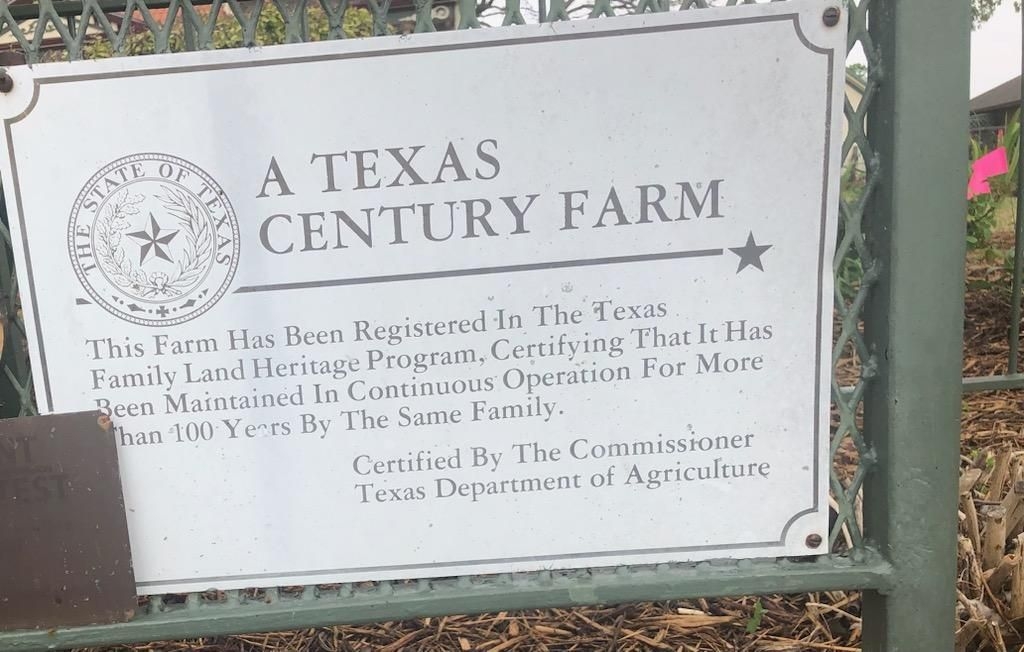 THE STATE OF TEXAS
A TEXAS
CENTURY FARM
This Farm Has Been Registered In The Texas
Family Land Heritage Program, Certifying That It Has
Been Maintained In Continuous Operation For More
Than 100 Years By The Same Family.
Certified By The Commissioner
Texas Department of Agriculture
NT
TEST